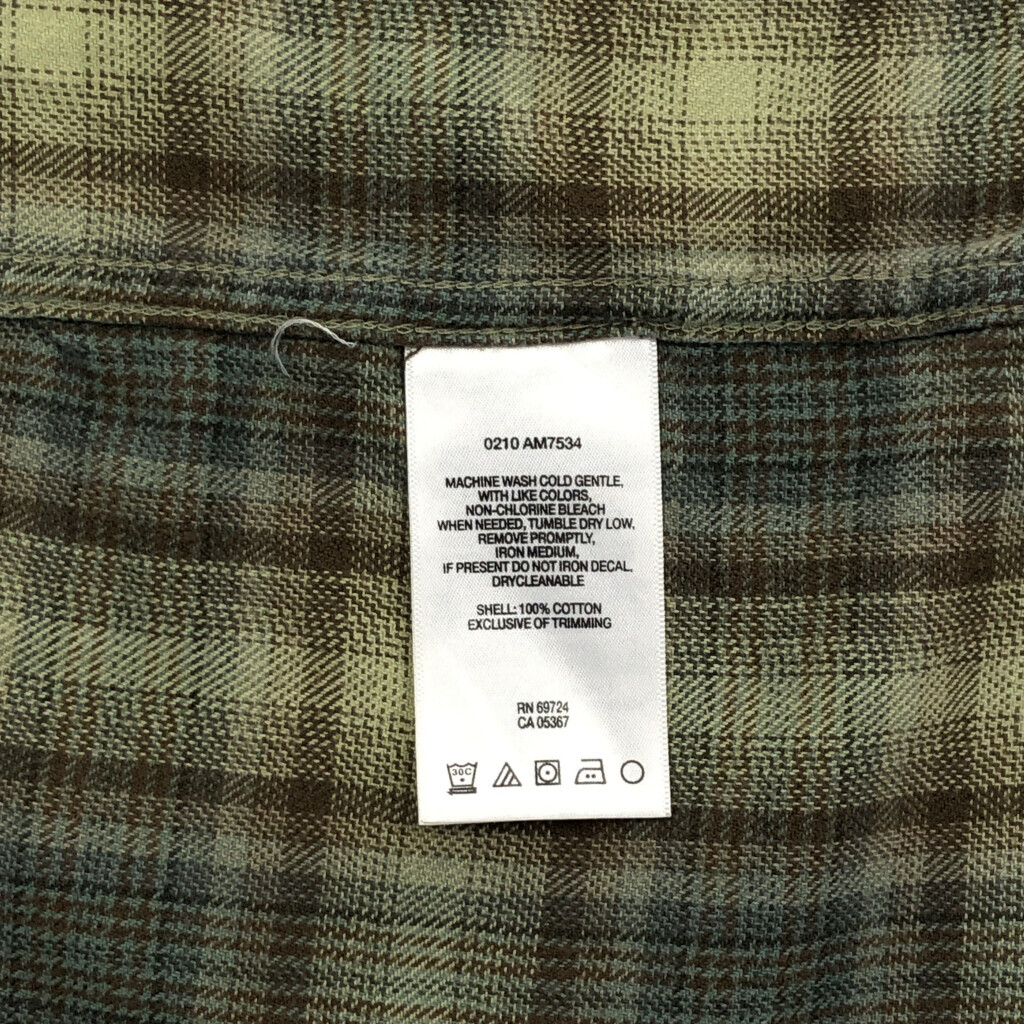 0210 AM7534
MACHINE WASH COLD GENTLE,
WITH LIKE COLORS,
NON-CHLORINE BLEACH
WHEN NEEDED, TUMBLE DRY LOW.
REMOVE PROMPTLY,
IRON MEDIUM,
IF PRESENT DO NOT IRON DECAL.
DRYCLEANABLE
SHELL: 100% COTTON
EXCLUSIVE OF TRIMMING
RN 69724
CA 05367
30C